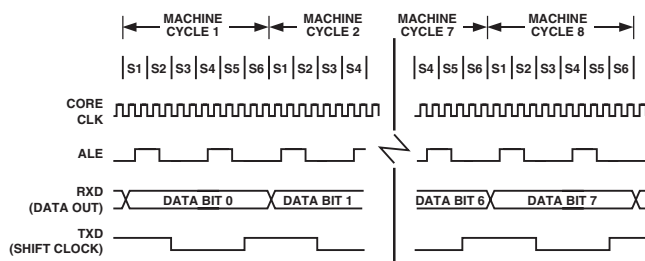 MACHINE CYCLE 1 MACHINE CYCLE 2 MACHINE CYCLE 7 MACHINE CYCLE 8
S1 S2 S3 S4 S5 S6 S1 S2 S3 S4 S4 S5 S6 S1 S2 S3 S4 S5 S6
CORE CLK
ALE
RXD (DATA OUT) DATA BIT 0 DATA BIT 1 DATA BIT 6 DATA BIT 7
TXD (SHIFT CLOCK)